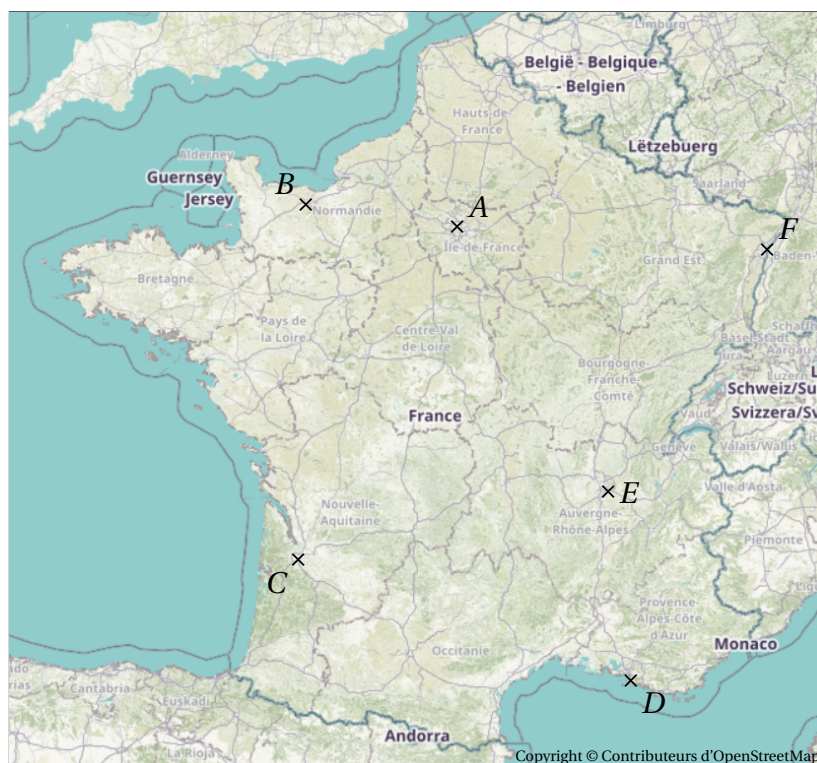 Limburg
België - Belgique
- Belgien
Hauts-de-
France
Lëtzebuerg
Alderney
Guernsey
Jersey
B
Normandie
A
Île-de-France
Saarland
F
Grand Est
Baden-
Bretagne
Pays de
la Loire
Centre-Val
de Loire
Bourgogne-
Franche-
Comté
Basel-Stadt
Jura
Schaffh
Aargau
Luzern
Schweiz/Su
Svizzera/Sv
France
Vaud
Genève
Valais/Wallis
Valle d'Aosta
E
Nouvelle-
Aquitaine
Auvergne-
Rhône-Alpes
Piemonte
C
Provence-
Alpes-Côte
d'Azur
Monaco
Occitanie
D
Cantabria
Euskadi
La Rioja
Andorra
Copyright © Contributeurs d'OpenStreetMap